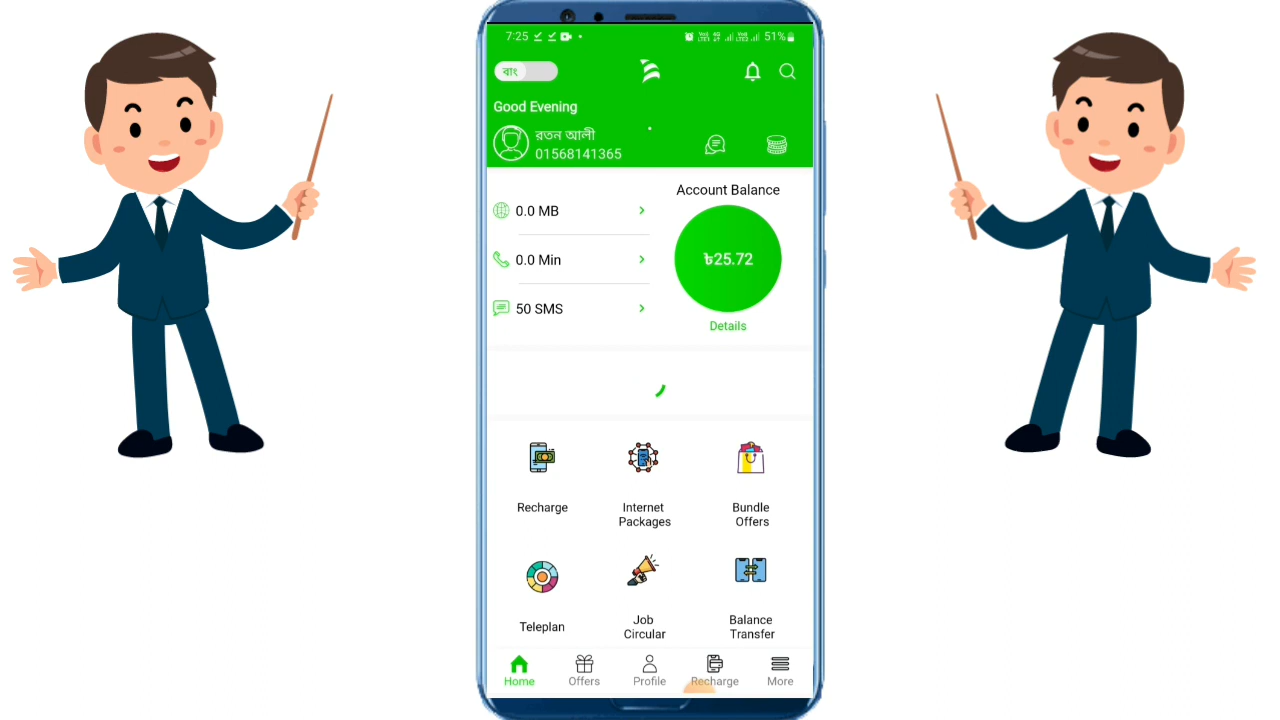 7:25
51%
বাং
Good Evening
রতন আলী
01568141365
Account Balance
0.0 MB
0.0 Min
৳25.72
50 SMS
Details
Recharge
Internet
Packages
Bundle
Offers
Teleplan
Job
Circular
Balance
Transfer
Home
Offers
Profile
Recharge
More